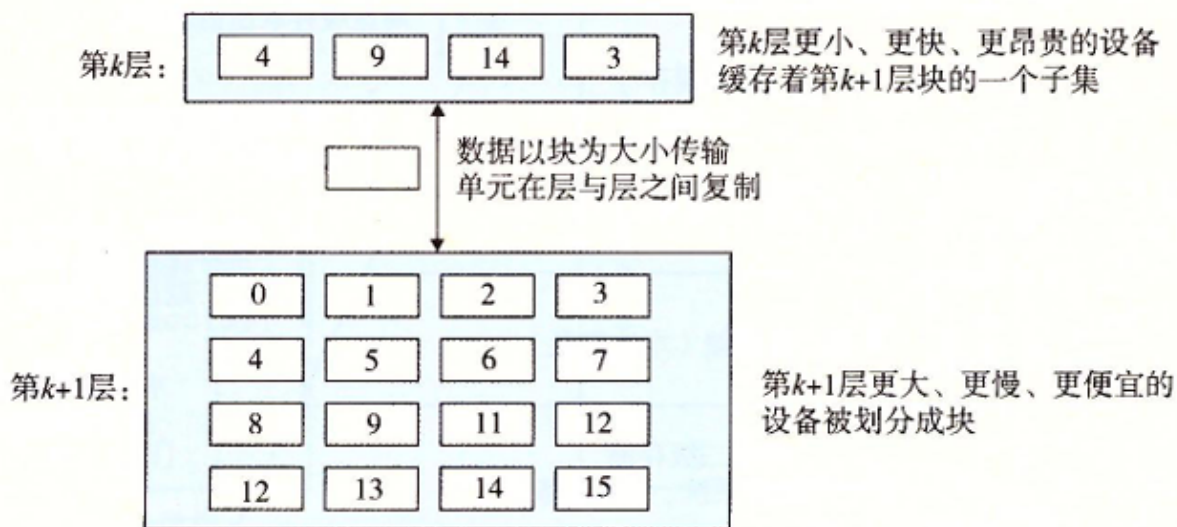 第k层：
4 9 14 3
第k层更小、更快、更昂贵的设备
缓存着第k+1层块的一个子集
数据以块为大小传输
单元在层与层之间复制
0 1 2 3
4 5 6 7
第k+1层：
8 9 11 12
12 13 14 15
第k+1层更大、更慢、更便宜的
设备被划分成块